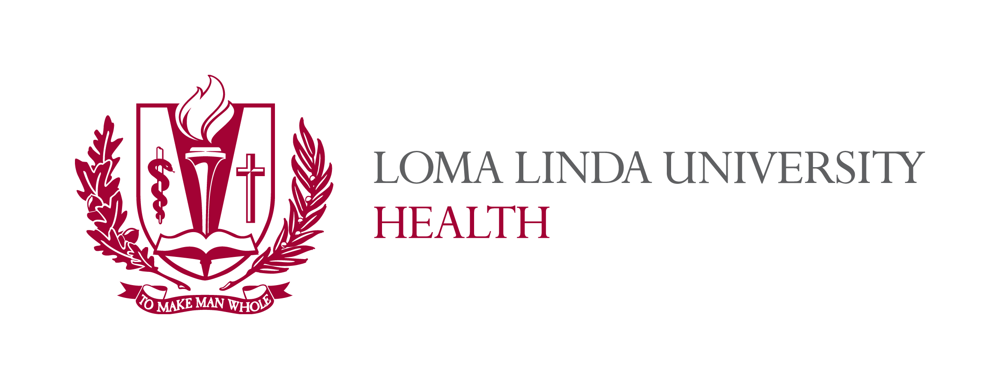 LOMA LINDA UNIVERSITY
HEALTH
TO MAKE MAN WHOLE